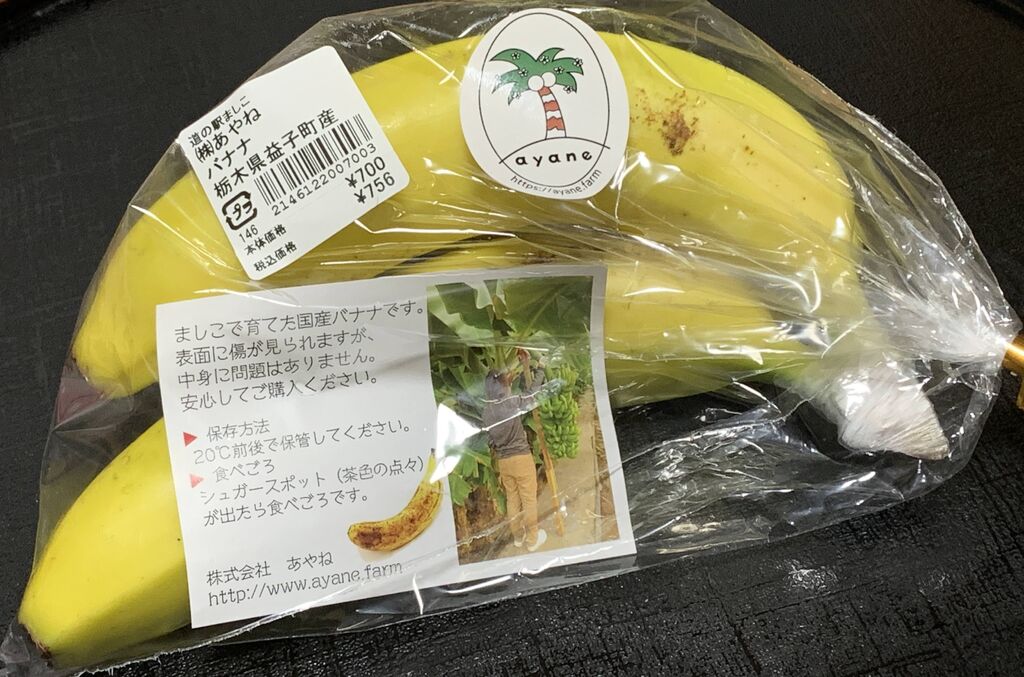 道の駅ましこ
㈱あやね
バナナ
栃木県益子町産
2146122007003
146
本体価格 ¥700
税込価格 ¥756
ayane
https://ayane.farm
ましこで育てた国産バナナです。
表面に傷が見られますが、
中身に問題はありません。
安心してご購入ください。
▶ 保存方法
20℃前後で保管してください。
▶ 食べごろ
シュガースポット（茶色の点々）
が出たら食べごろです。
株式会社 あやね
http://www.ayane.farm